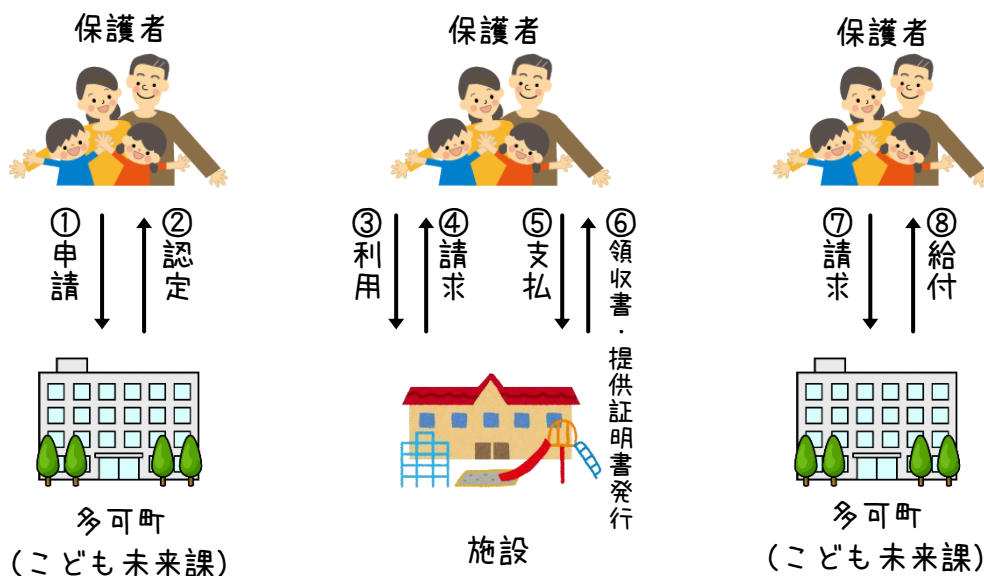 保護者
①申請
②認定
多可町
(こども未来課)
保護者
③利用
④請求
⑤支払
⑥領収書・提供証明書発行
施設
保護者
⑦請求
⑧給付
多可町
(こども未来課)